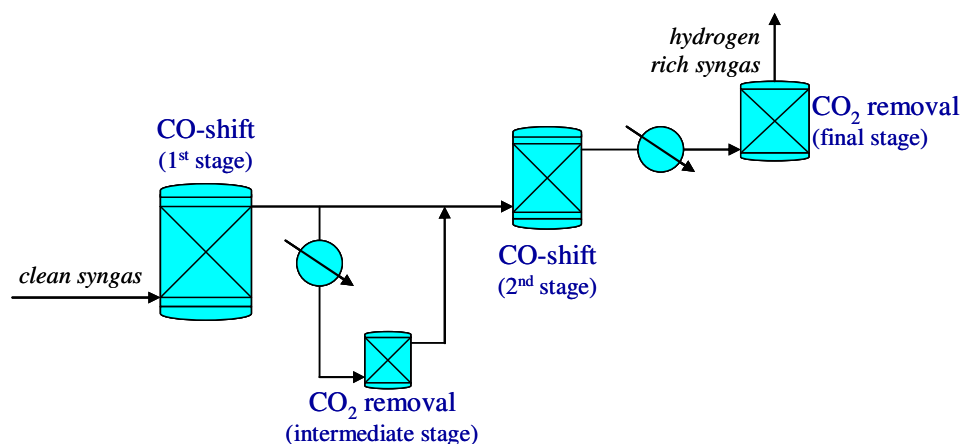 hydrogen
rich syngas
CO₂ removal
(final stage)
CO-shift
(1ˢᵗ stage)
clean syngas
CO-shift
(2ⁿᵈ stage)
CO₂ removal
(intermediate stage)